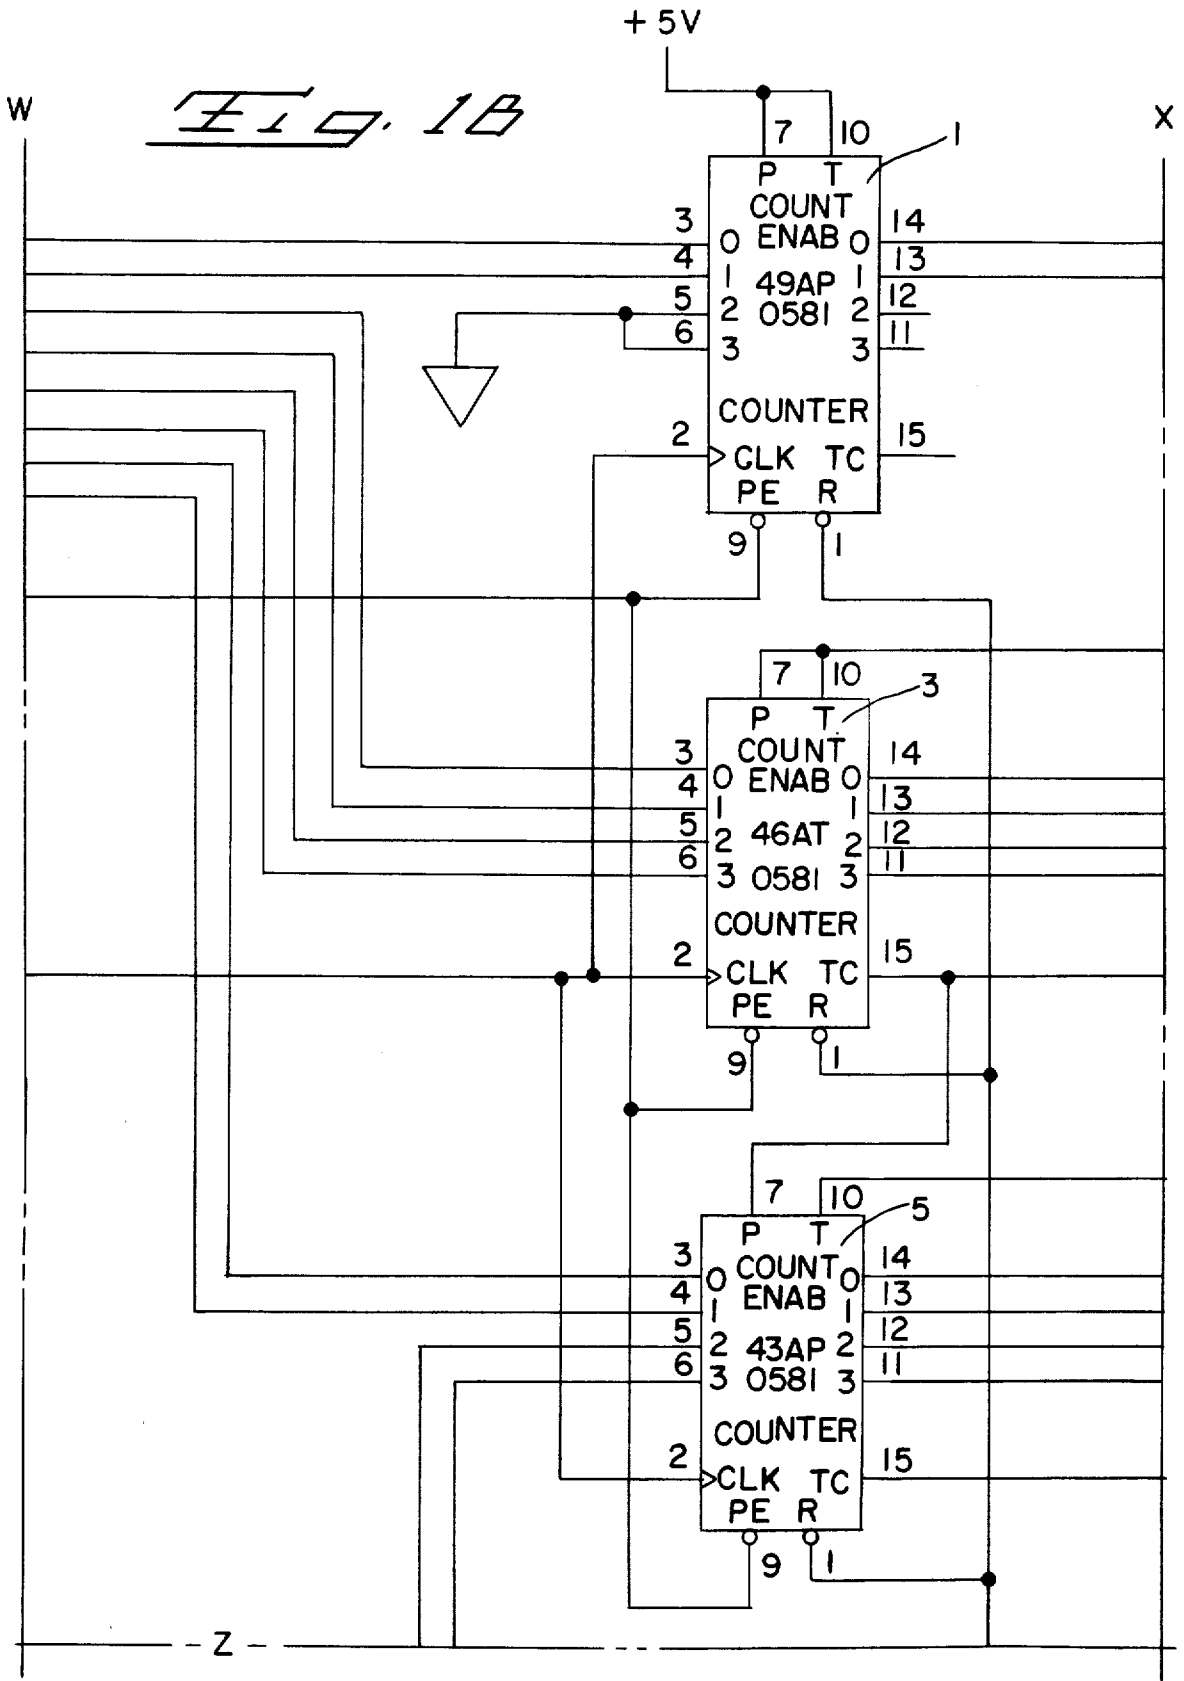 +5V
W
Fig. 1B
X
7 10
1
P T
COUNT
3 0 ENAB 0 14
4 1 49AP 1 13
5 2 0581 2 12
6 3 3 11
COUNTER
2 CLK TC 15
PE R
9 1
7 10
3
P T
COUNT
3 0 ENAB 0 14
4 1 1 13
5 2 46AT 2 12
6 3 0581 3 11
COUNTER
2 CLK TC 15
PE R
9 1
7 10
5
P T
3 0 COUNT 0 14
4 1 ENAB 1 13
5 2 43AP 2 12
6 3 0581 3 11
COUNTER
2 CLK TC 15
PE R
9 1
Z